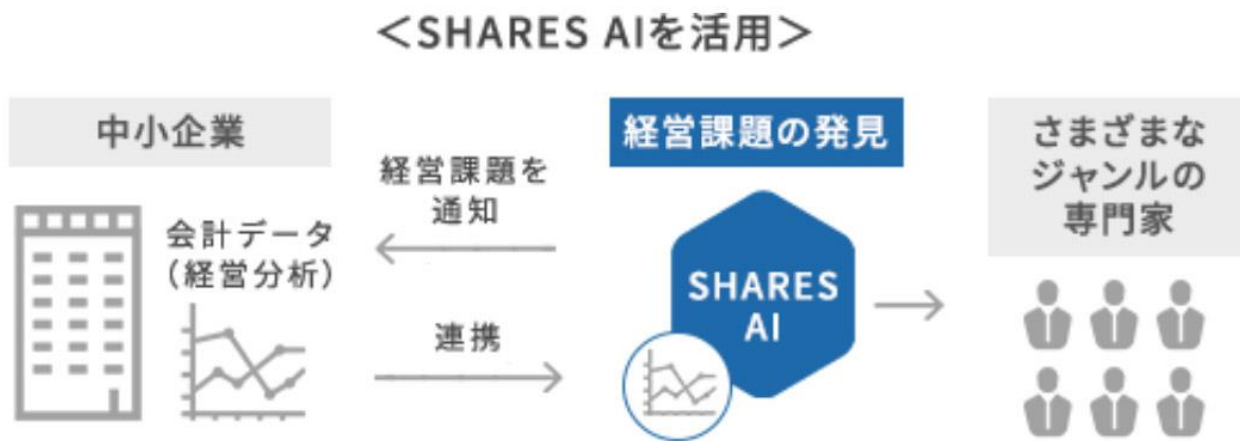 ＜SHARES AIを活用＞
中小企業
会計データ
（経営分析）
経営課題を
通知
連携
経営課題の発見
SHARES
AI
さまざまな
ジャンルの
専門家